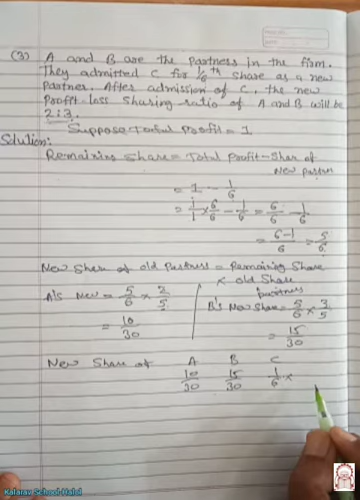 (3) A and B are the Partners in the firm.
They admitted C for 1/6th share as a new
Partner. After admission of C, the new
Profit-loss Sharing ratio of A and B will be
2:3.
Suppose Total Profit = 1
Solution:
Remaining Share = Total Profit - Share of
New partner
= 1 - 1/6
= 1/1 × 6/6 - 1/6 = 6/6 - 1/6
= 6-1/6 = 5/6
New Share of old Partners = Remaining Share
× old Share
partners
A's New = 5/6 × 2/5
B's New Share = 5/6 × 3/5
= 10/30
= 15/30
New Share of A B C
10/30 15/30 1/6 ×
Kalarav School Halol